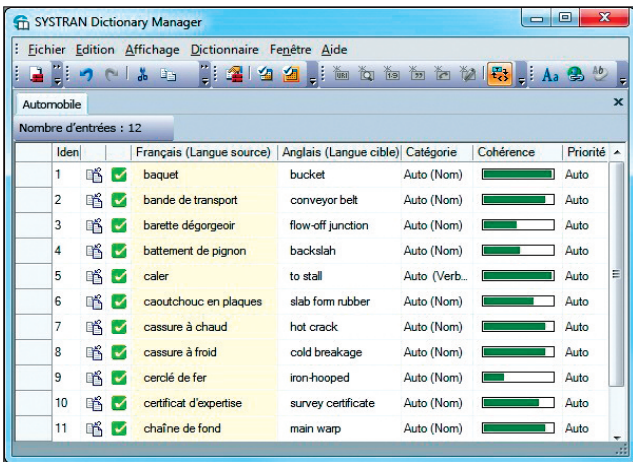 SYSTRAN Dictionary Manager
Fichier Edition Affichage Dictionnaire Fenêtre Aide
Automobile
Nombre d'entrées : 12
Iden Français (Langue source) Anglais (Langue cible) Catégorie Cohérence Priorité
1 baquet bucket Auto (Nom) Auto
2 bande de transport conveyor belt Auto (Nom) Auto
3 barette dégorgeoir flow-off junction Auto (Nom) Auto
4 battement de pignon backslah Auto (Nom) Auto
5 caler to stall Auto (Verb... Auto
6 caoutchouc en plaques slab form rubber Auto (Nom) Auto
7 cassure à chaud hot crack Auto (Nom) Auto
8 cassure à froid cold breakage Auto (Nom) Auto
9 cerclé de fer iron-hooped Auto (Nom) Auto
10 certificat d'expertise survey certificate Auto (Nom) Auto
11 chaîne de fond main warp Auto (Nom) Auto